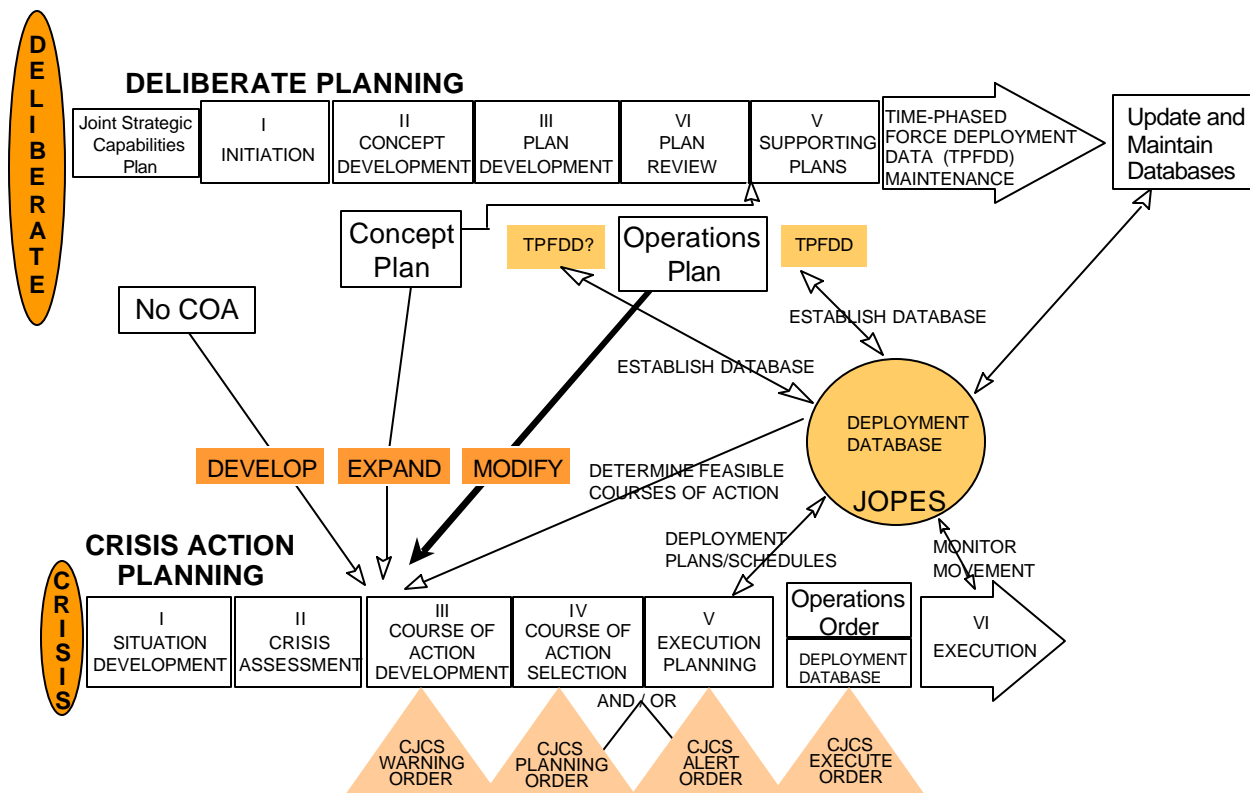 DELIBERATE
DELIBERATE PLANNING
Joint Strategic
Capabilities
Plan
I
INITIATION
II
CONCEPT
DEVELOPMENT
III
PLAN
DEVELOPMENT
VI
PLAN
REVIEW
V
SUPPORTING
PLANS
TIME-PHASED
FORCE DEPLOYMENT
DATA (TPFDD)
MAINTENANCE
Update and
Maintain
Databases
Concept
Plan
TPFDD?
Operations
Plan
TPFDD
No COA
ESTABLISH DATABASE
ESTABLISH DATABASE
DEPLOYMENT
DATABASE
JOPES
DEVELOP
EXPAND
MODIFY
DETERMINE FEASIBLE
COURSES OF ACTION
DEPLOYMENT
PLANS/SCHEDULES
MONITOR
MOVEMENT
CRISIS
CRISIS ACTION
PLANNING
I
SITUATION
DEVELOPMENT
II
CRISIS
ASSESSMENT
III
COURSE OF
ACTION
DEVELOPMENT
IV
COURSE OF
ACTION
SELECTION
V
EXECUTION
PLANNING
Operations
Order
DEPLOYMENT
DATABASE
VI
EXECUTION
AND / OR
CJCS
WARNING
ORDER
CJCS
PLANNING
ORDER
CJCS
ALERT
ORDER
CJCS
EXECUTE
ORDER